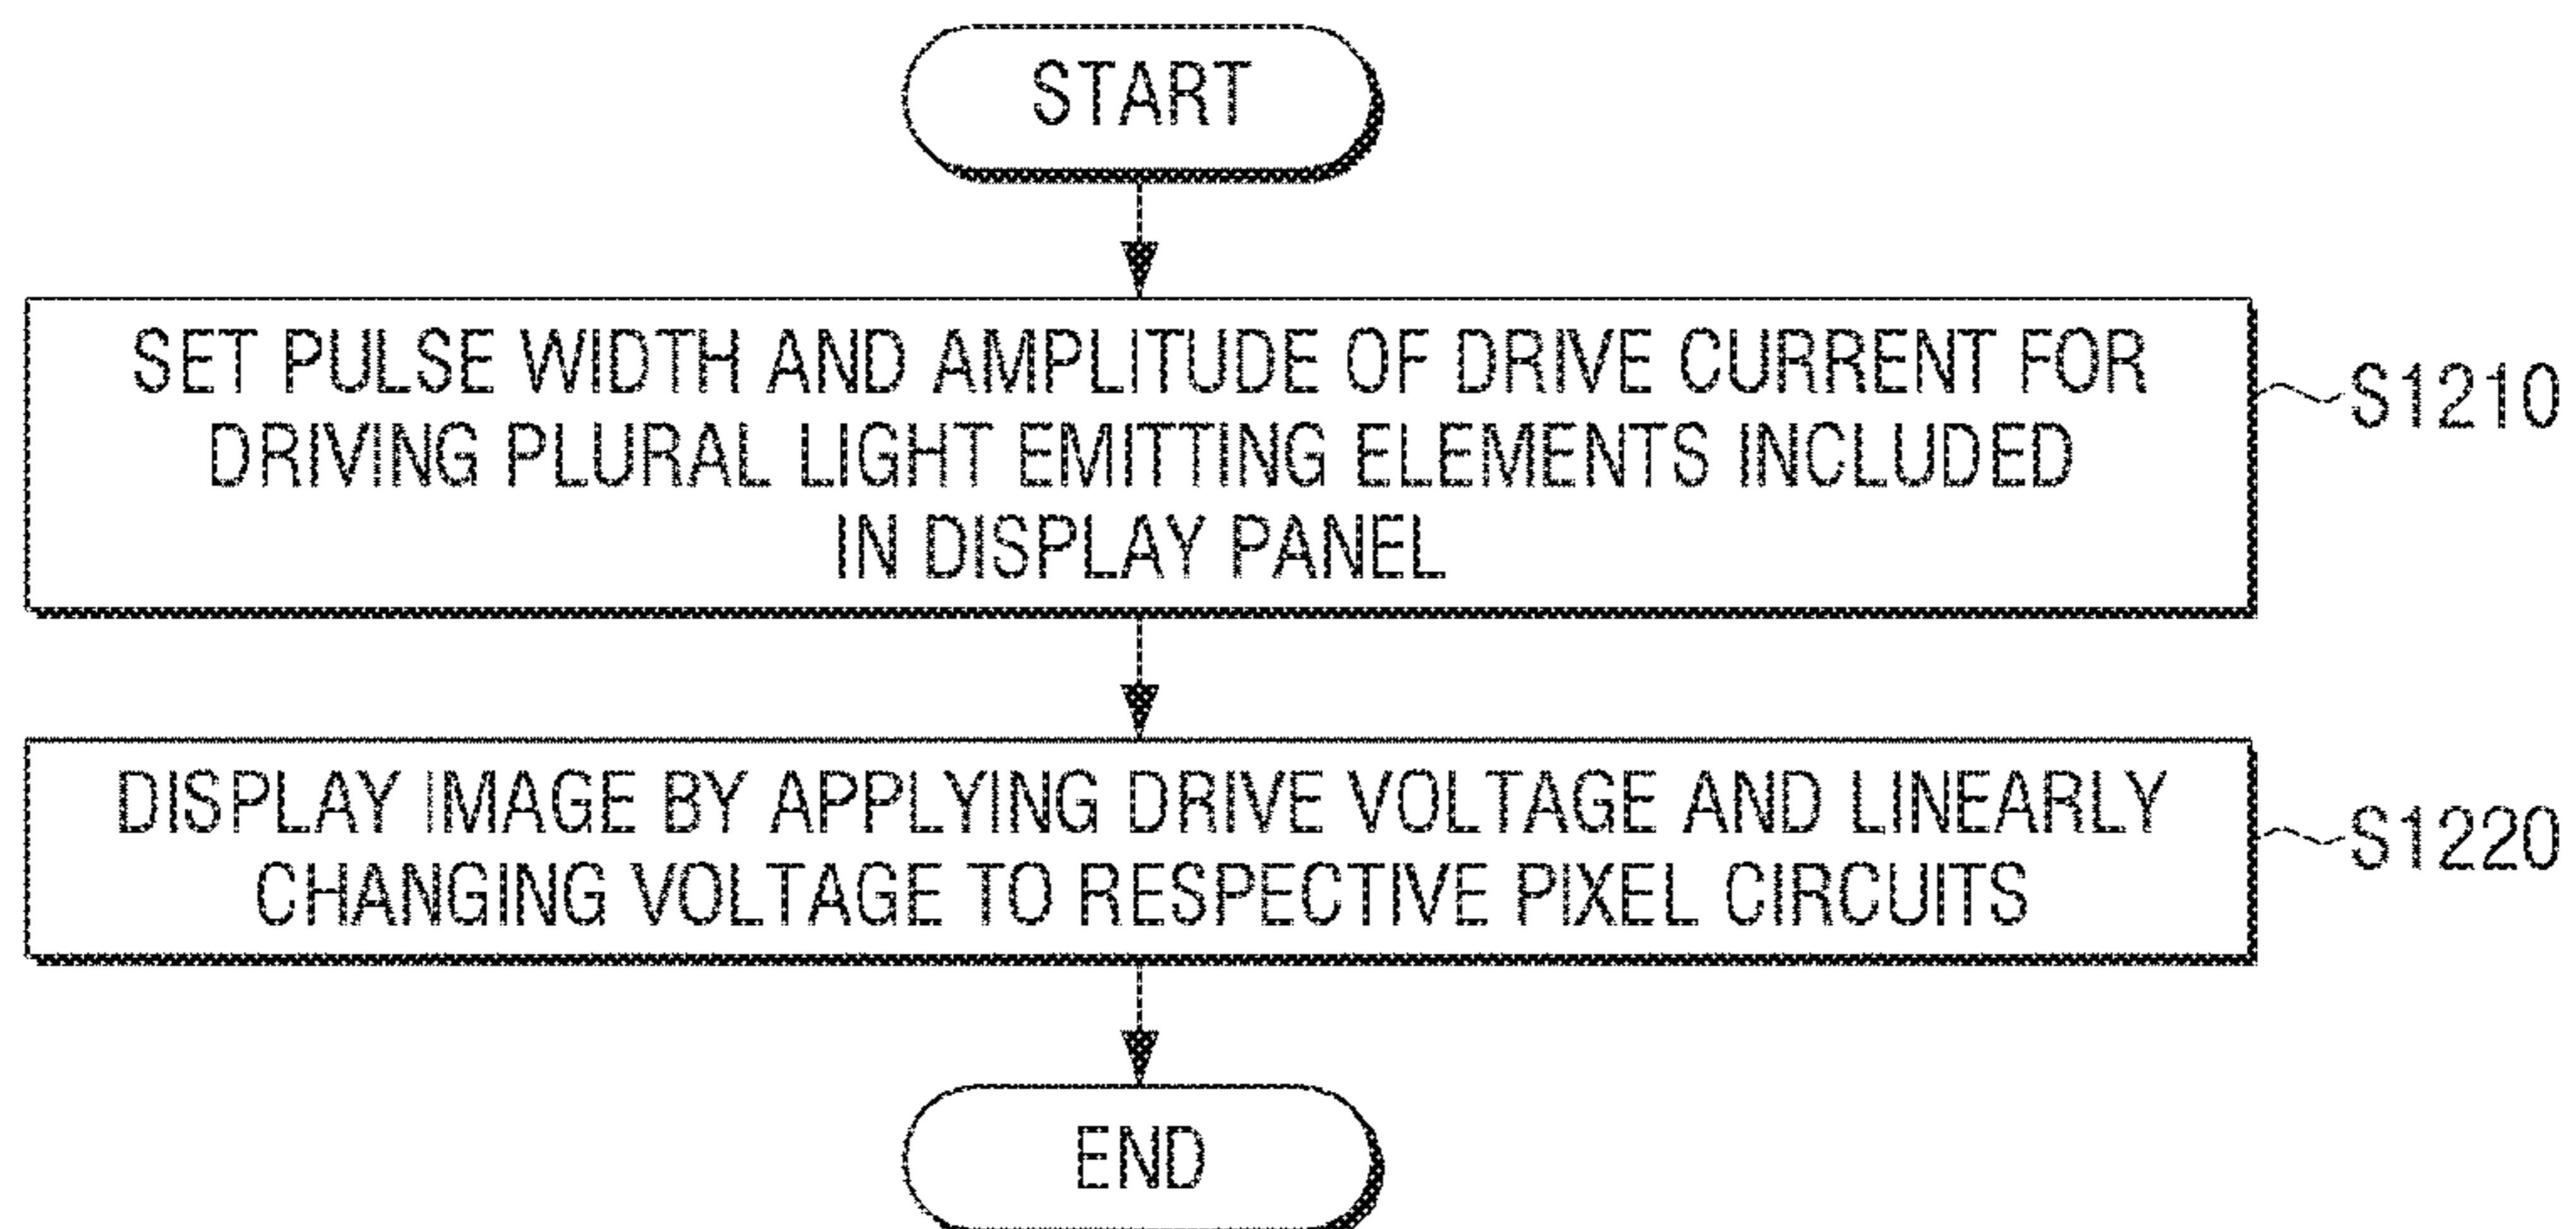 START
SET PULSE WIDTH AND AMPLITUDE OF DRIVE CURRENT FOR
DRIVING PLURAL LIGHT EMITTING ELEMENTS INCLUDED
IN DISPLAY PANEL
S1210
DISPLAY IMAGE BY APPLYING DRIVE VOLTAGE AND LINEARLY
CHANGING VOLTAGE TO RESPECTIVE PIXEL CIRCUITS
S1220
END